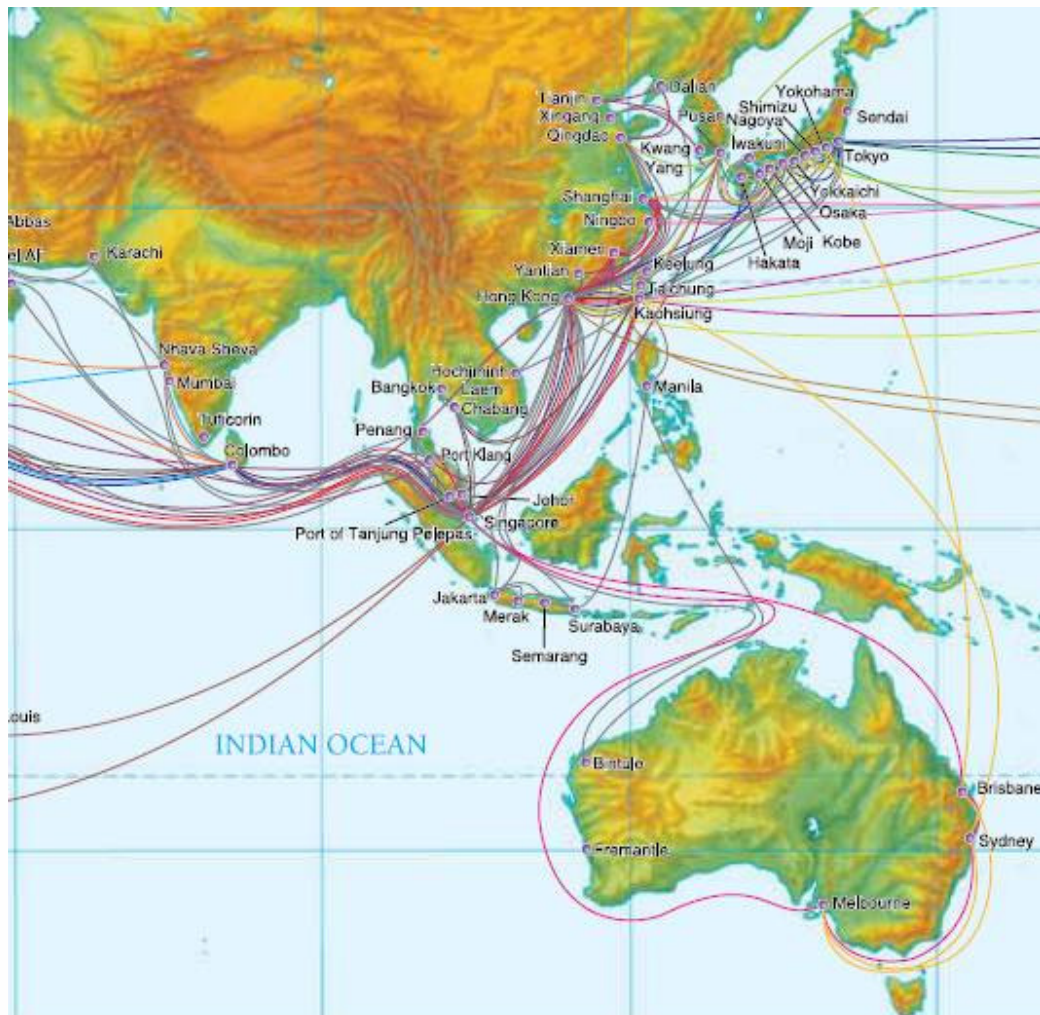 Dalian
Tianjin
Xingang
Qingdao
Pusan
Kwang
Yang
Iwakuni
Yokohama
Shimizu
Nagoya
Sendai
Tokyo
Yokkaichi
Osaka
Kobe
Moji
Hakata
Shanghai
Ningbo
Xiamen
Yantian
Hong Kong
Keelung
Taichung
Kaohsiung
Abbas
Karachi
Nhava Sheva
Mumbai
Tuticorin
Colombo
Hochiminh
Bangkok
Laem
Chabang
Manila
Penang
Port Klang
Johor
Singapore
Port of Tanjung Pelepas
Jakarta
Merak
Semarang
Surabaya
ouis
INDIAN OCEAN
Bintule
Brisbane
Sydney
Fremantle
Melbourne